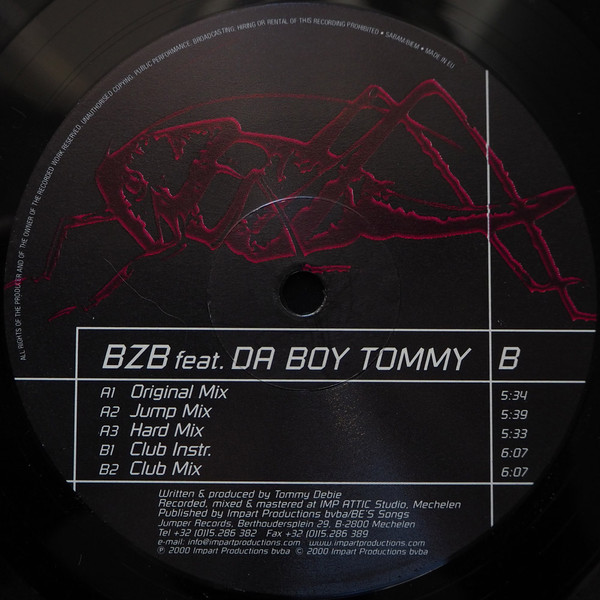 ALL RIGHTS OF THE PRODUCER AND OF THE OWNER OF THE RECORDED WORK RESERVED. UNAUTHORISED COPYING, PUBLIC PERFORMANCE, BROADCASTING, HIRING OR RENTAL OF THIS RECORDING PROHIBITED • SABAM/BIEM • MADE IN EU
BZB feat. DA BOY TOMMY B
A1 Original Mix 5:34
A2 Jump Mix 5:39
A3 Hard Mix 5:33
B1 Club Instr. 6:07
B2 Club Mix 6:07
Written & produced by Tommy Debie
Recorded, mixed & mastered at IMP ATTIC Studio, Mechelen
Published by Impart Productions bvba/BE'S Songs
Jumper Records, Berthoudersplein 29, B-2800 Mechelen
Tel +32 (0)15.286 382 Fax +32 (0)15.286 389
e-mail: info@impartproductions.com www.impartproductions.com
℗ 2000 Impart Productions bvba © 2000 Impart Productions bvba